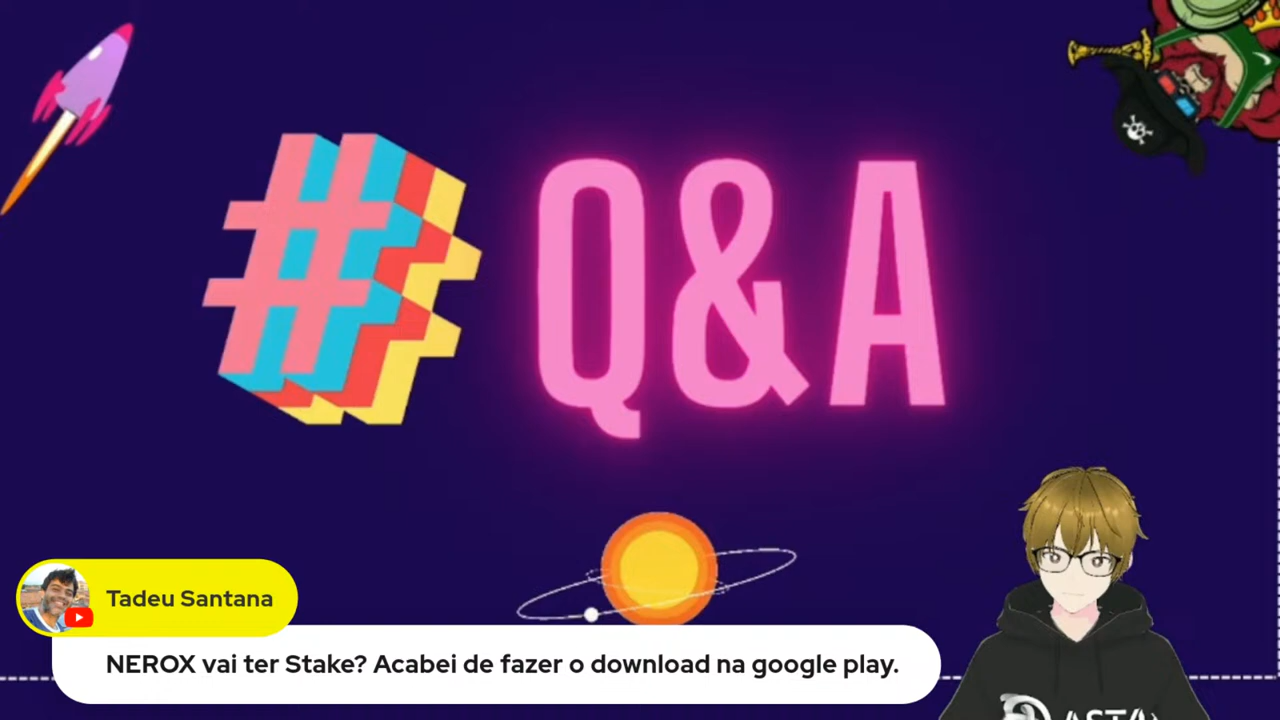 # Q&A
Tadeu Santana
NEROX vai ter Stake? Acabei de fazer o download na google play.